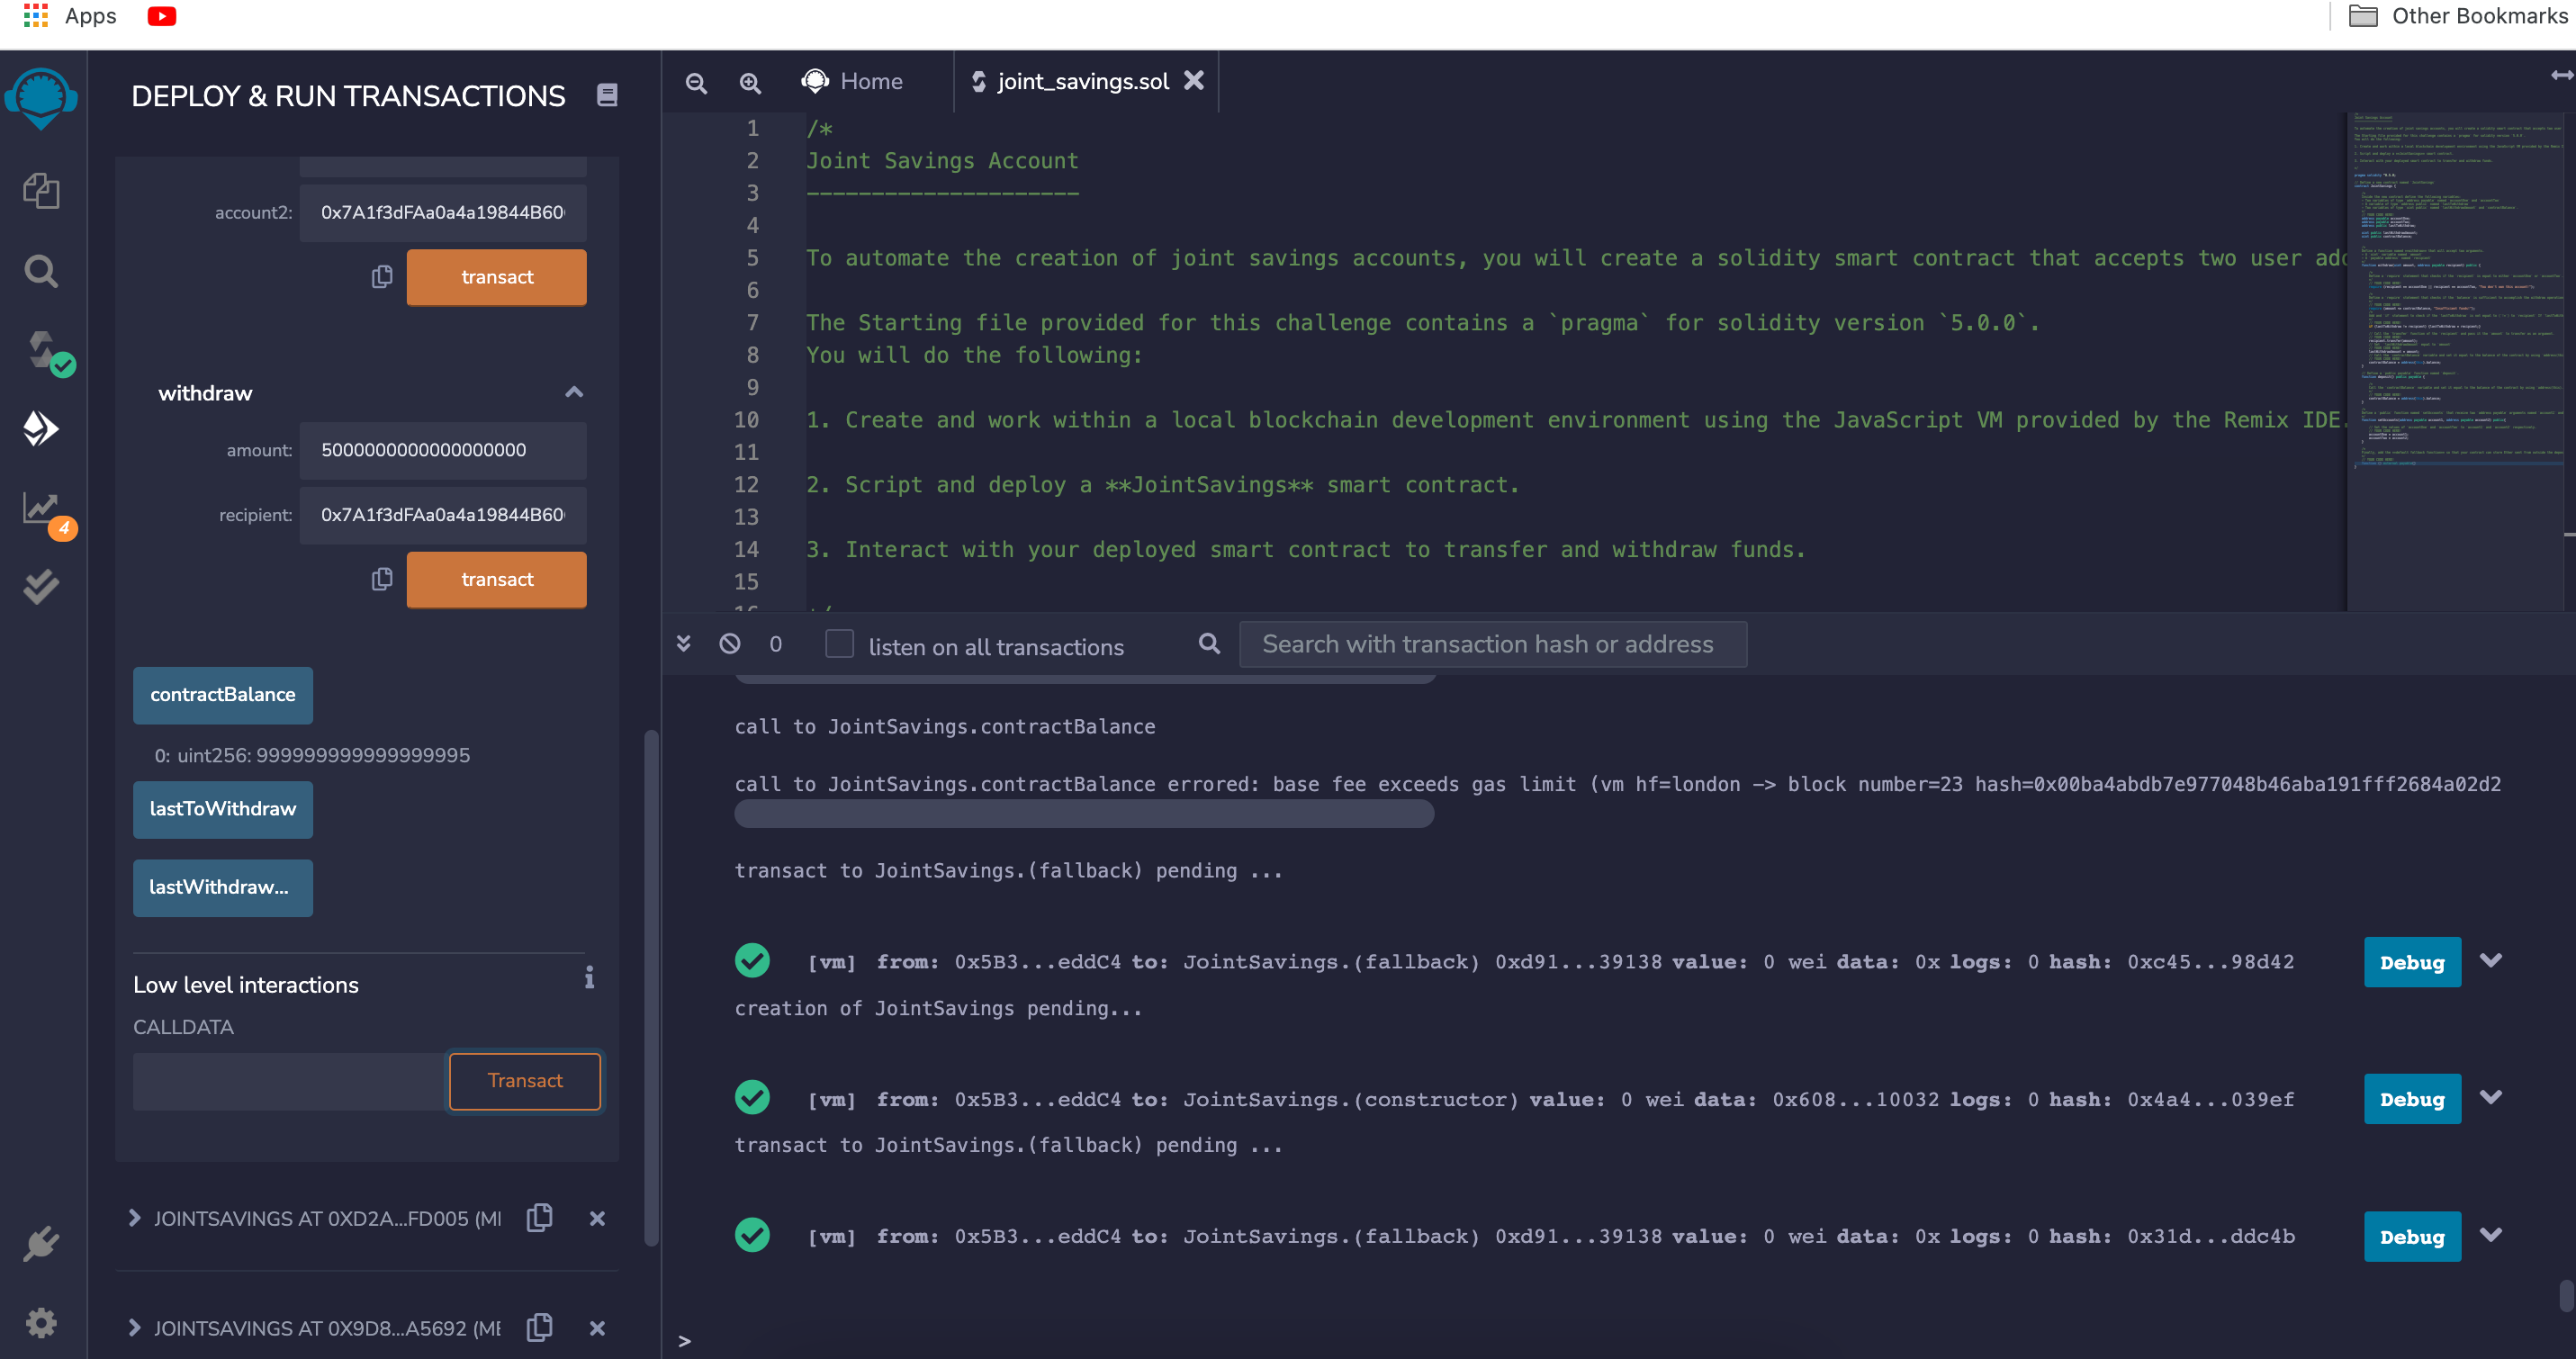 Apps
Other Bookmarks
DEPLOY & RUN TRANSACTIONS
Home
joint_savings.sol
account2:
0x7A1f3dFAa0a4a19844B60
transact
withdraw
amount:
5000000000000000000
recipient:
0x7A1f3dFAa0a4a19844B60
transact
contractBalance
0: uint256: 999999999999999995
lastToWithdraw
lastWithdraw...
Low level interactions
CALLDATA
Transact
JOINTSAVINGS AT 0XD2A...FD005 (M
JOINTSAVINGS AT 0X9D8...A5692 (ME
4
1 /*
2 Joint Savings Account
3 ---------------------
4
5 To automate the creation of joint savings accounts, you will create a solidity smart contract that accepts two user add
6
7 The Starting file provided for this challenge contains a `pragma` for solidity version `5.0.0`.
8 You will do the following:
9
10 1. Create and work within a local blockchain development environment using the JavaScript VM provided by the Remix IDE.
11
12 2. Script and deploy a **JointSavings** smart contract.
13
14 3. Interact with your deployed smart contract to transfer and withdraw funds.
15
16 */
0
listen on all transactions
Search with transaction hash or address
call to JointSavings.contractBalance
call to JointSavings.contractBalance errored: base fee exceeds gas limit (vm hf=london -> block number=23 hash=0x00ba4abdb7e977048b46aba191fff2684a02d2
transact to JointSavings.(fallback) pending ...
[vm] from: 0x5B3...eddC4 to: JointSavings.(fallback) 0xd91...39138 value: 0 wei data: 0x logs: 0 hash: 0xc45...98d42
Debug
creation of JointSavings pending...
[vm] from: 0x5B3...eddC4 to: JointSavings.(constructor) value: 0 wei data: 0x608...10032 logs: 0 hash: 0x4a4...039ef
Debug
transact to JointSavings.(fallback) pending ...
[vm] from: 0x5B3...eddC4 to: JointSavings.(fallback) 0xd91...39138 value: 0 wei data: 0x logs: 0 hash: 0x31d...ddc4b
Debug
>